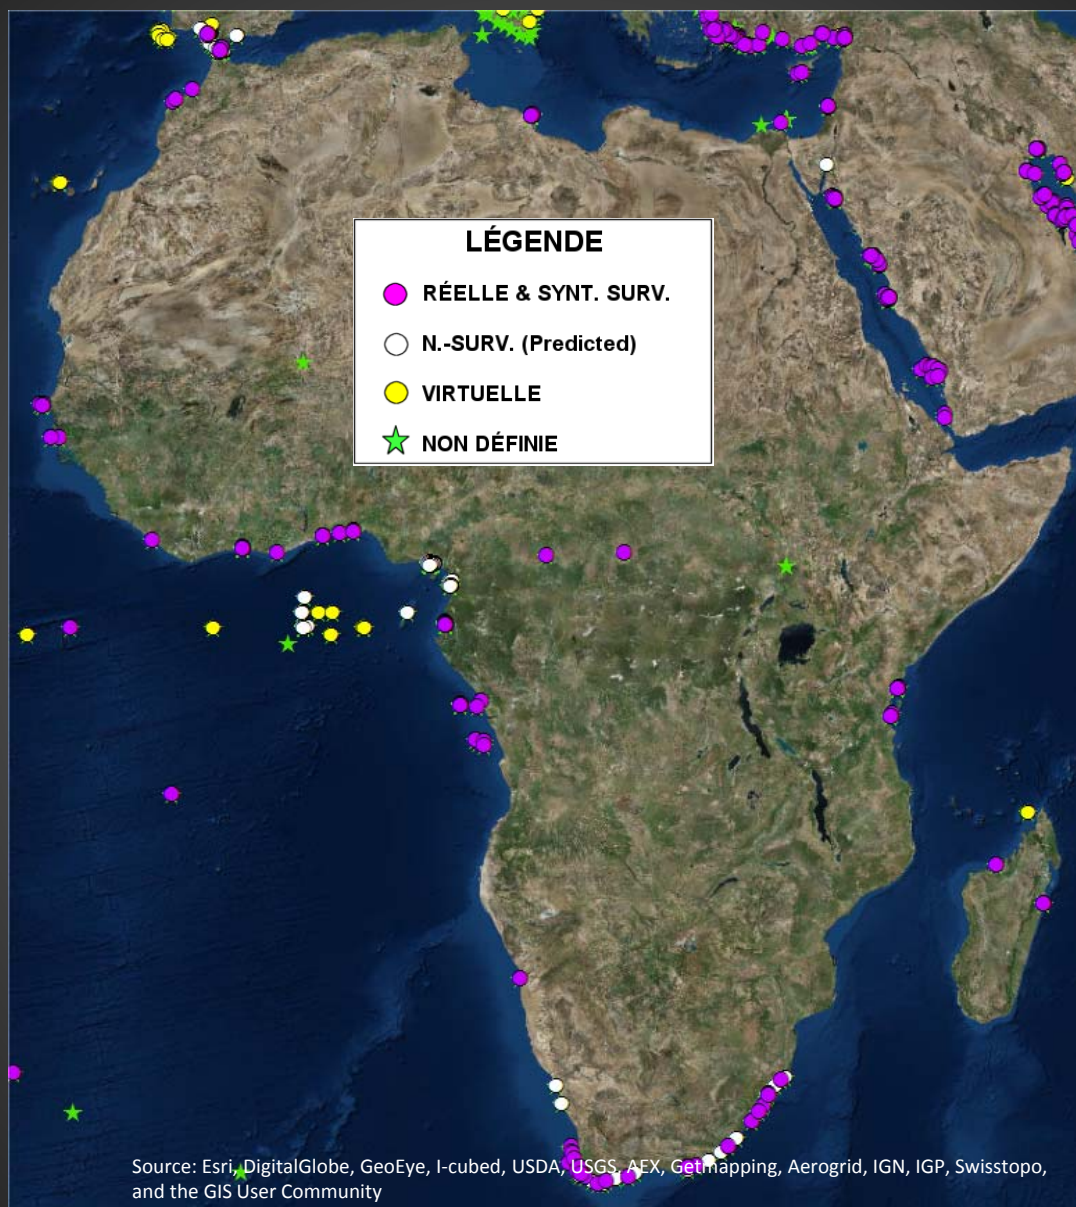 LÉGENDE
RÉELLE & SYNT. SURV.
N.-SURV. (Predicted)
VIRTUELLE
NON DÉFINIE
Source: Esri, DigitalGlobe, GeoEye, I-cubed, USDA, USGS, AEX, Getmapping, Aerogrid, IGN, IGP, Swisstopo,
and the GIS User Community